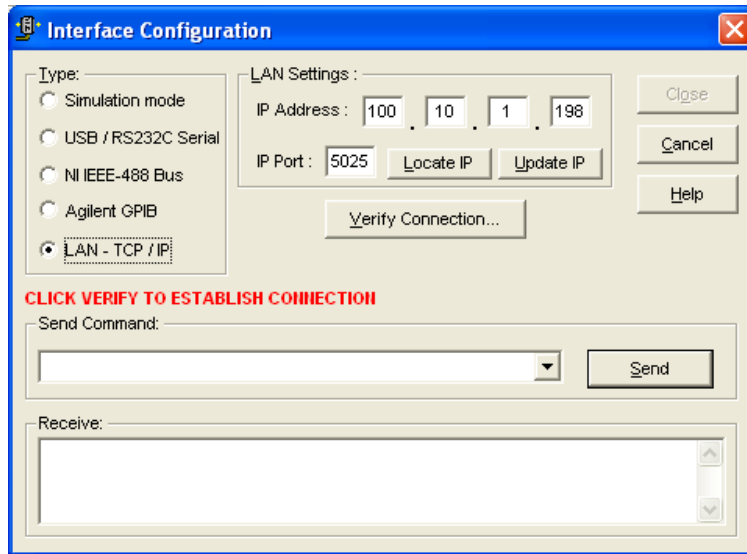 Interface Configuration
Type:
Simulation mode
USB / RS232C Serial
NI IEEE-488 Bus
Agilent GPIB
LAN - TCP / IP
LAN Settings :
IP Address : 100 . 10 . 1 . 198
IP Port : 5025 Locate IP Update IP
Verify Connection...
Close
Cancel
Help
CLICK VERIFY TO ESTABLISH CONNECTION
Send Command:
Send
Receive: